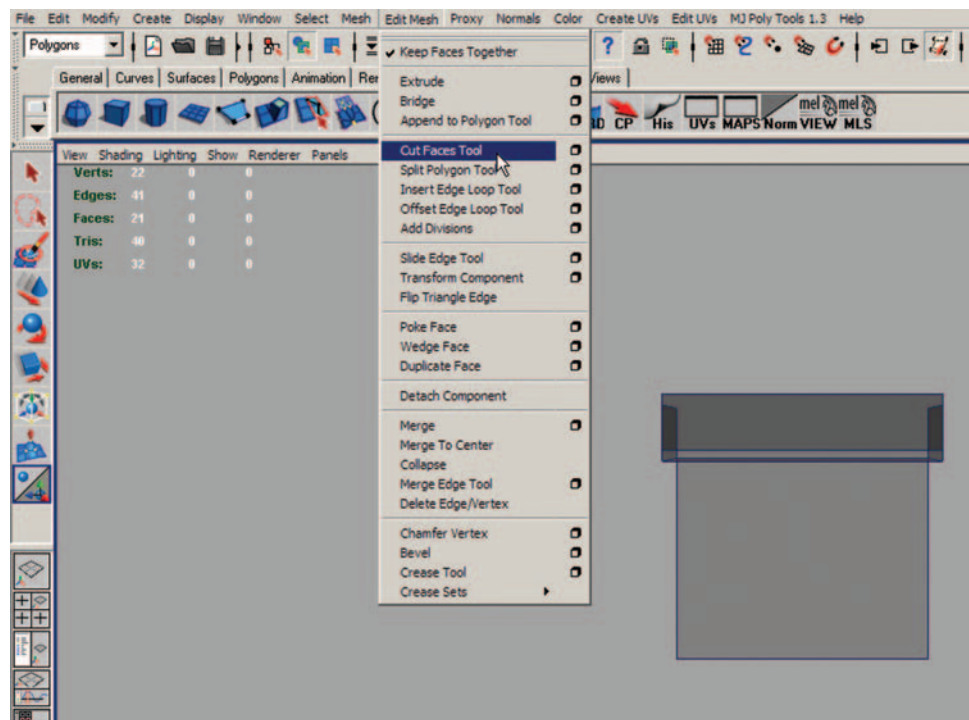 File Edit Modify Create Display Window Select Mesh Edit Mesh Proxy Normals Color Create UVs Edit UVs MJ Poly Tools 1.3 Help
Polygons
General Curves Surfaces Polygons Animation
CP His UVs MAPS Norm VIEW MLS
mel mel
View Shading Lighting Show Renderer Panels
Verts: 22 0 0
Edges: 41 0 0
Faces: 21 0 0
Tris: 40 0 0
UVs: 32 0 0
Keep Faces Together
Extrude
Bridge
Append to Polygon Tool
Cut Faces Tool
Split Polygon Tool
Insert Edge Loop Tool
Offset Edge Loop Tool
Add Divisions
Slide Edge Tool
Transform Component
Flip Triangle Edge
Poke Face
Wedge Face
Duplicate Face
Detach Component
Merge
Merge To Center
Collapse
Merge Edge Tool
Delete Edge/Vertex
Chamfer Vertex
Bevel
Crease Tool
Crease Sets